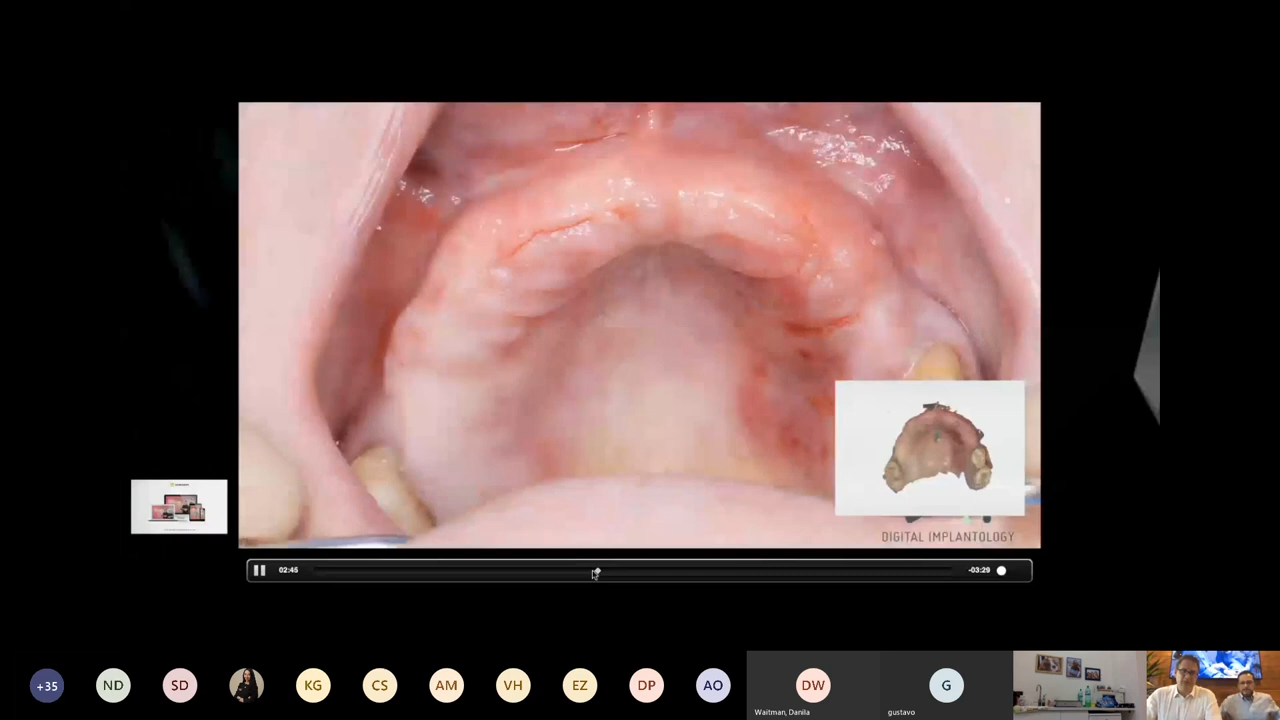 DIGITAL IMPLANTOLOGY
02:45
-03:29
+35
ND
SD
KG
CS
AM
VH
EZ
DP
AO
DW
G
Waitman, Danila
gustavo